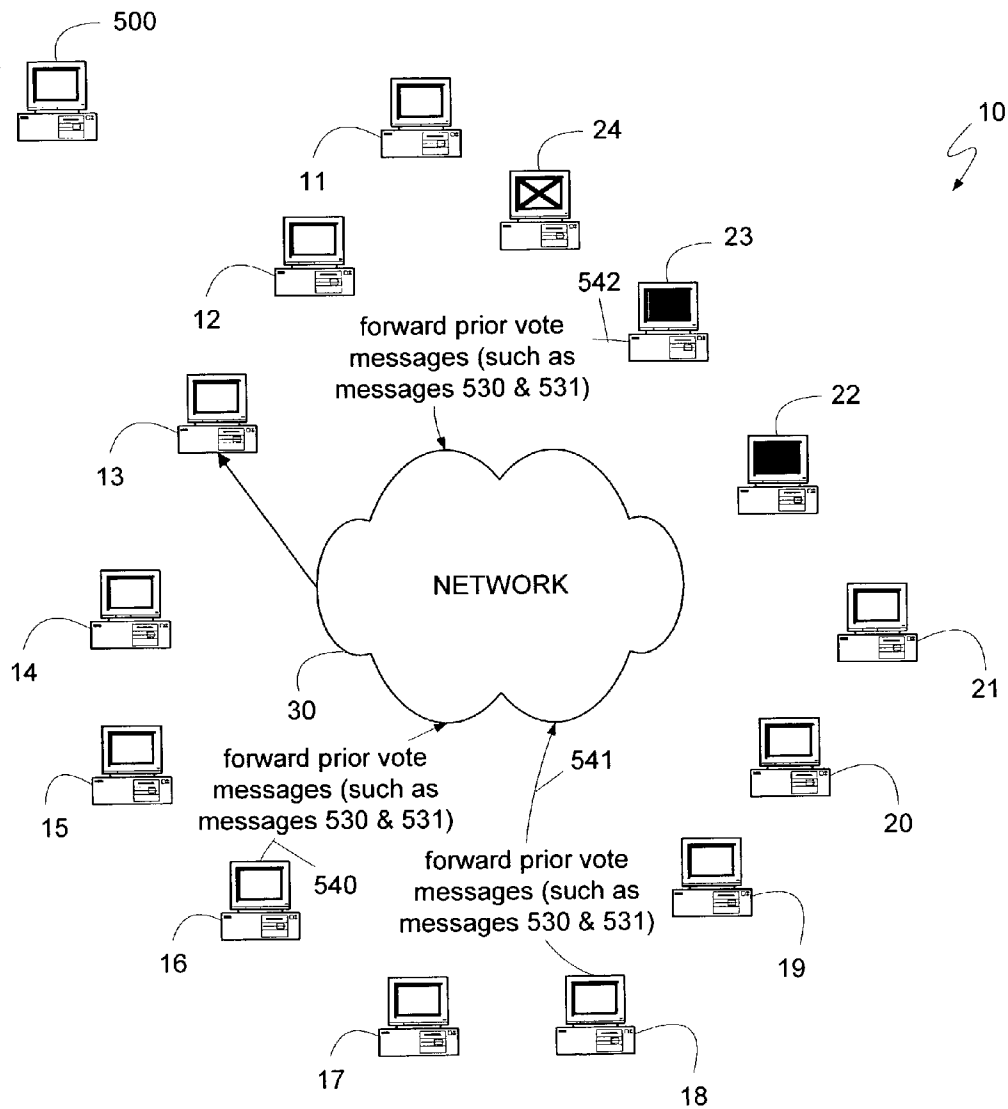 500
10
11
24
23
12
542
forward prior vote
messages (such as
messages 530 & 531)
22
13
NETWORK
14
30
21
forward prior vote
messages (such as
messages 530 & 531)
541
15
20
540
forward prior vote
messages (such as
messages 530 & 531)
16
19
17
18